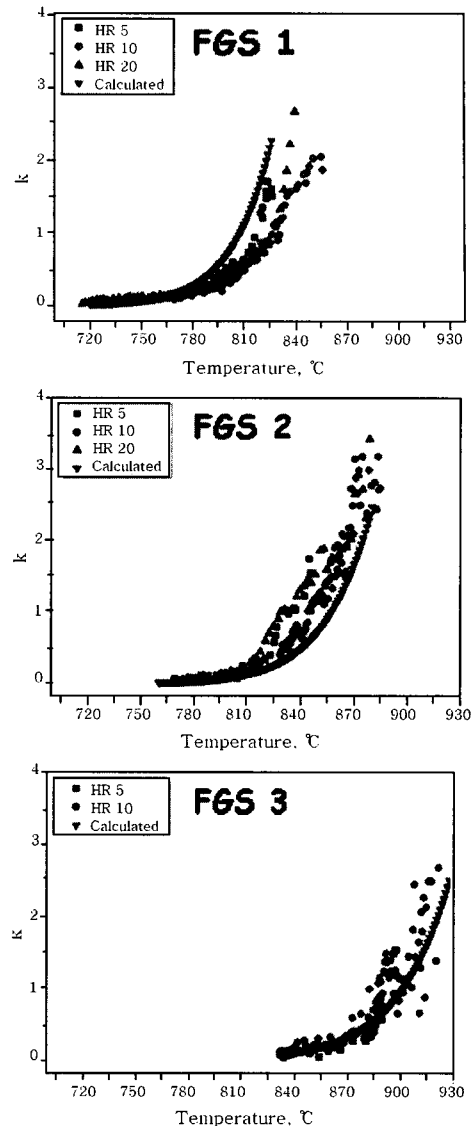 FGS 1
HR 5
HR 10
HR 20
Calculated
4
3
2
1
0
k
720 750 780 810 840 870 900 930
Temperature, ℃
FGS 2
HR 5
HR 10
HR 20
Calculated
4
3
2
1
0
k
720 750 780 810 840 870 900 930
Temperature, ℃
FGS 3
HR 5
HR 10
Calculated
4
3
2
1
0
K
720 750 780 810 840 870 900 930
Temperature, ℃